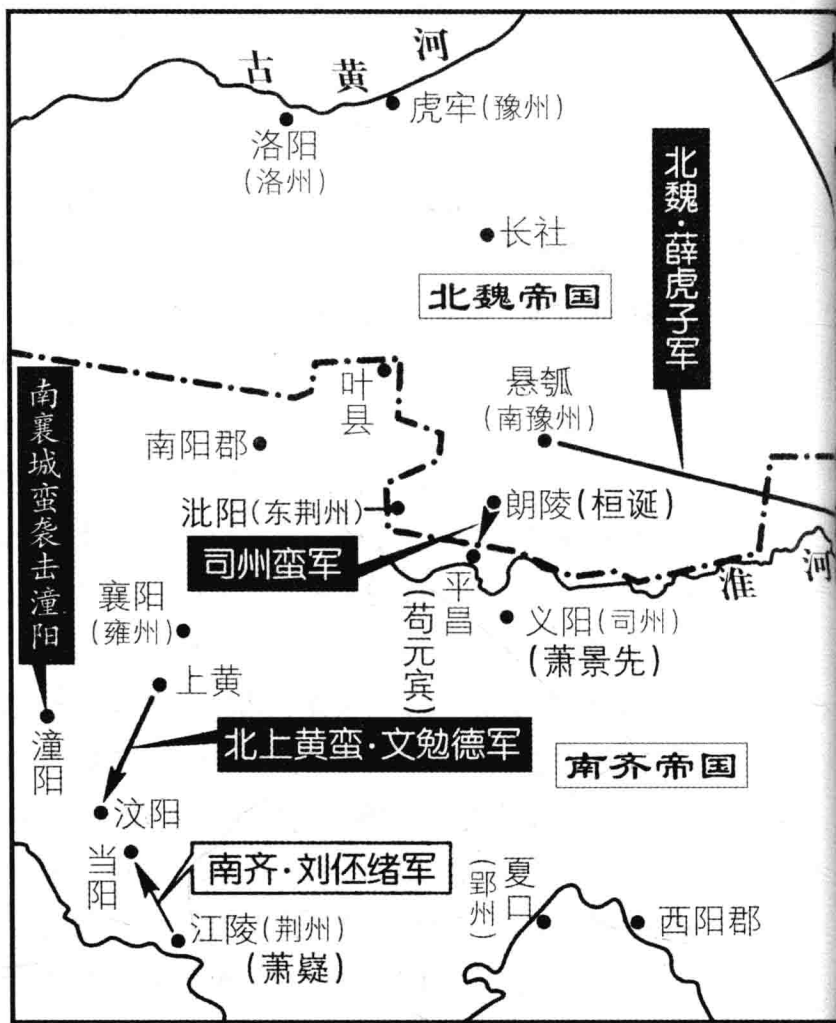 古黄河
虎牢(豫州)
洛阳
(洛州)
长社
北魏·薛虎子军
北魏帝国
叶县
悬瓠
(南豫州)
南襄城蛮袭击潼阳
南阳郡
沘阳(东荆州)
朗陵(桓诞)
司州蛮军
淮河
平昌
(苟元宾)
襄阳
(雍州)
义阳(司州)
(萧景先)
上黄
潼阳
北上黄蛮·文勉德军
南齐帝国
汶阳
当阳
南齐·刘伾绪军
夏口
(郢州)
西阳郡
江陵(荆州)
(萧嶷)